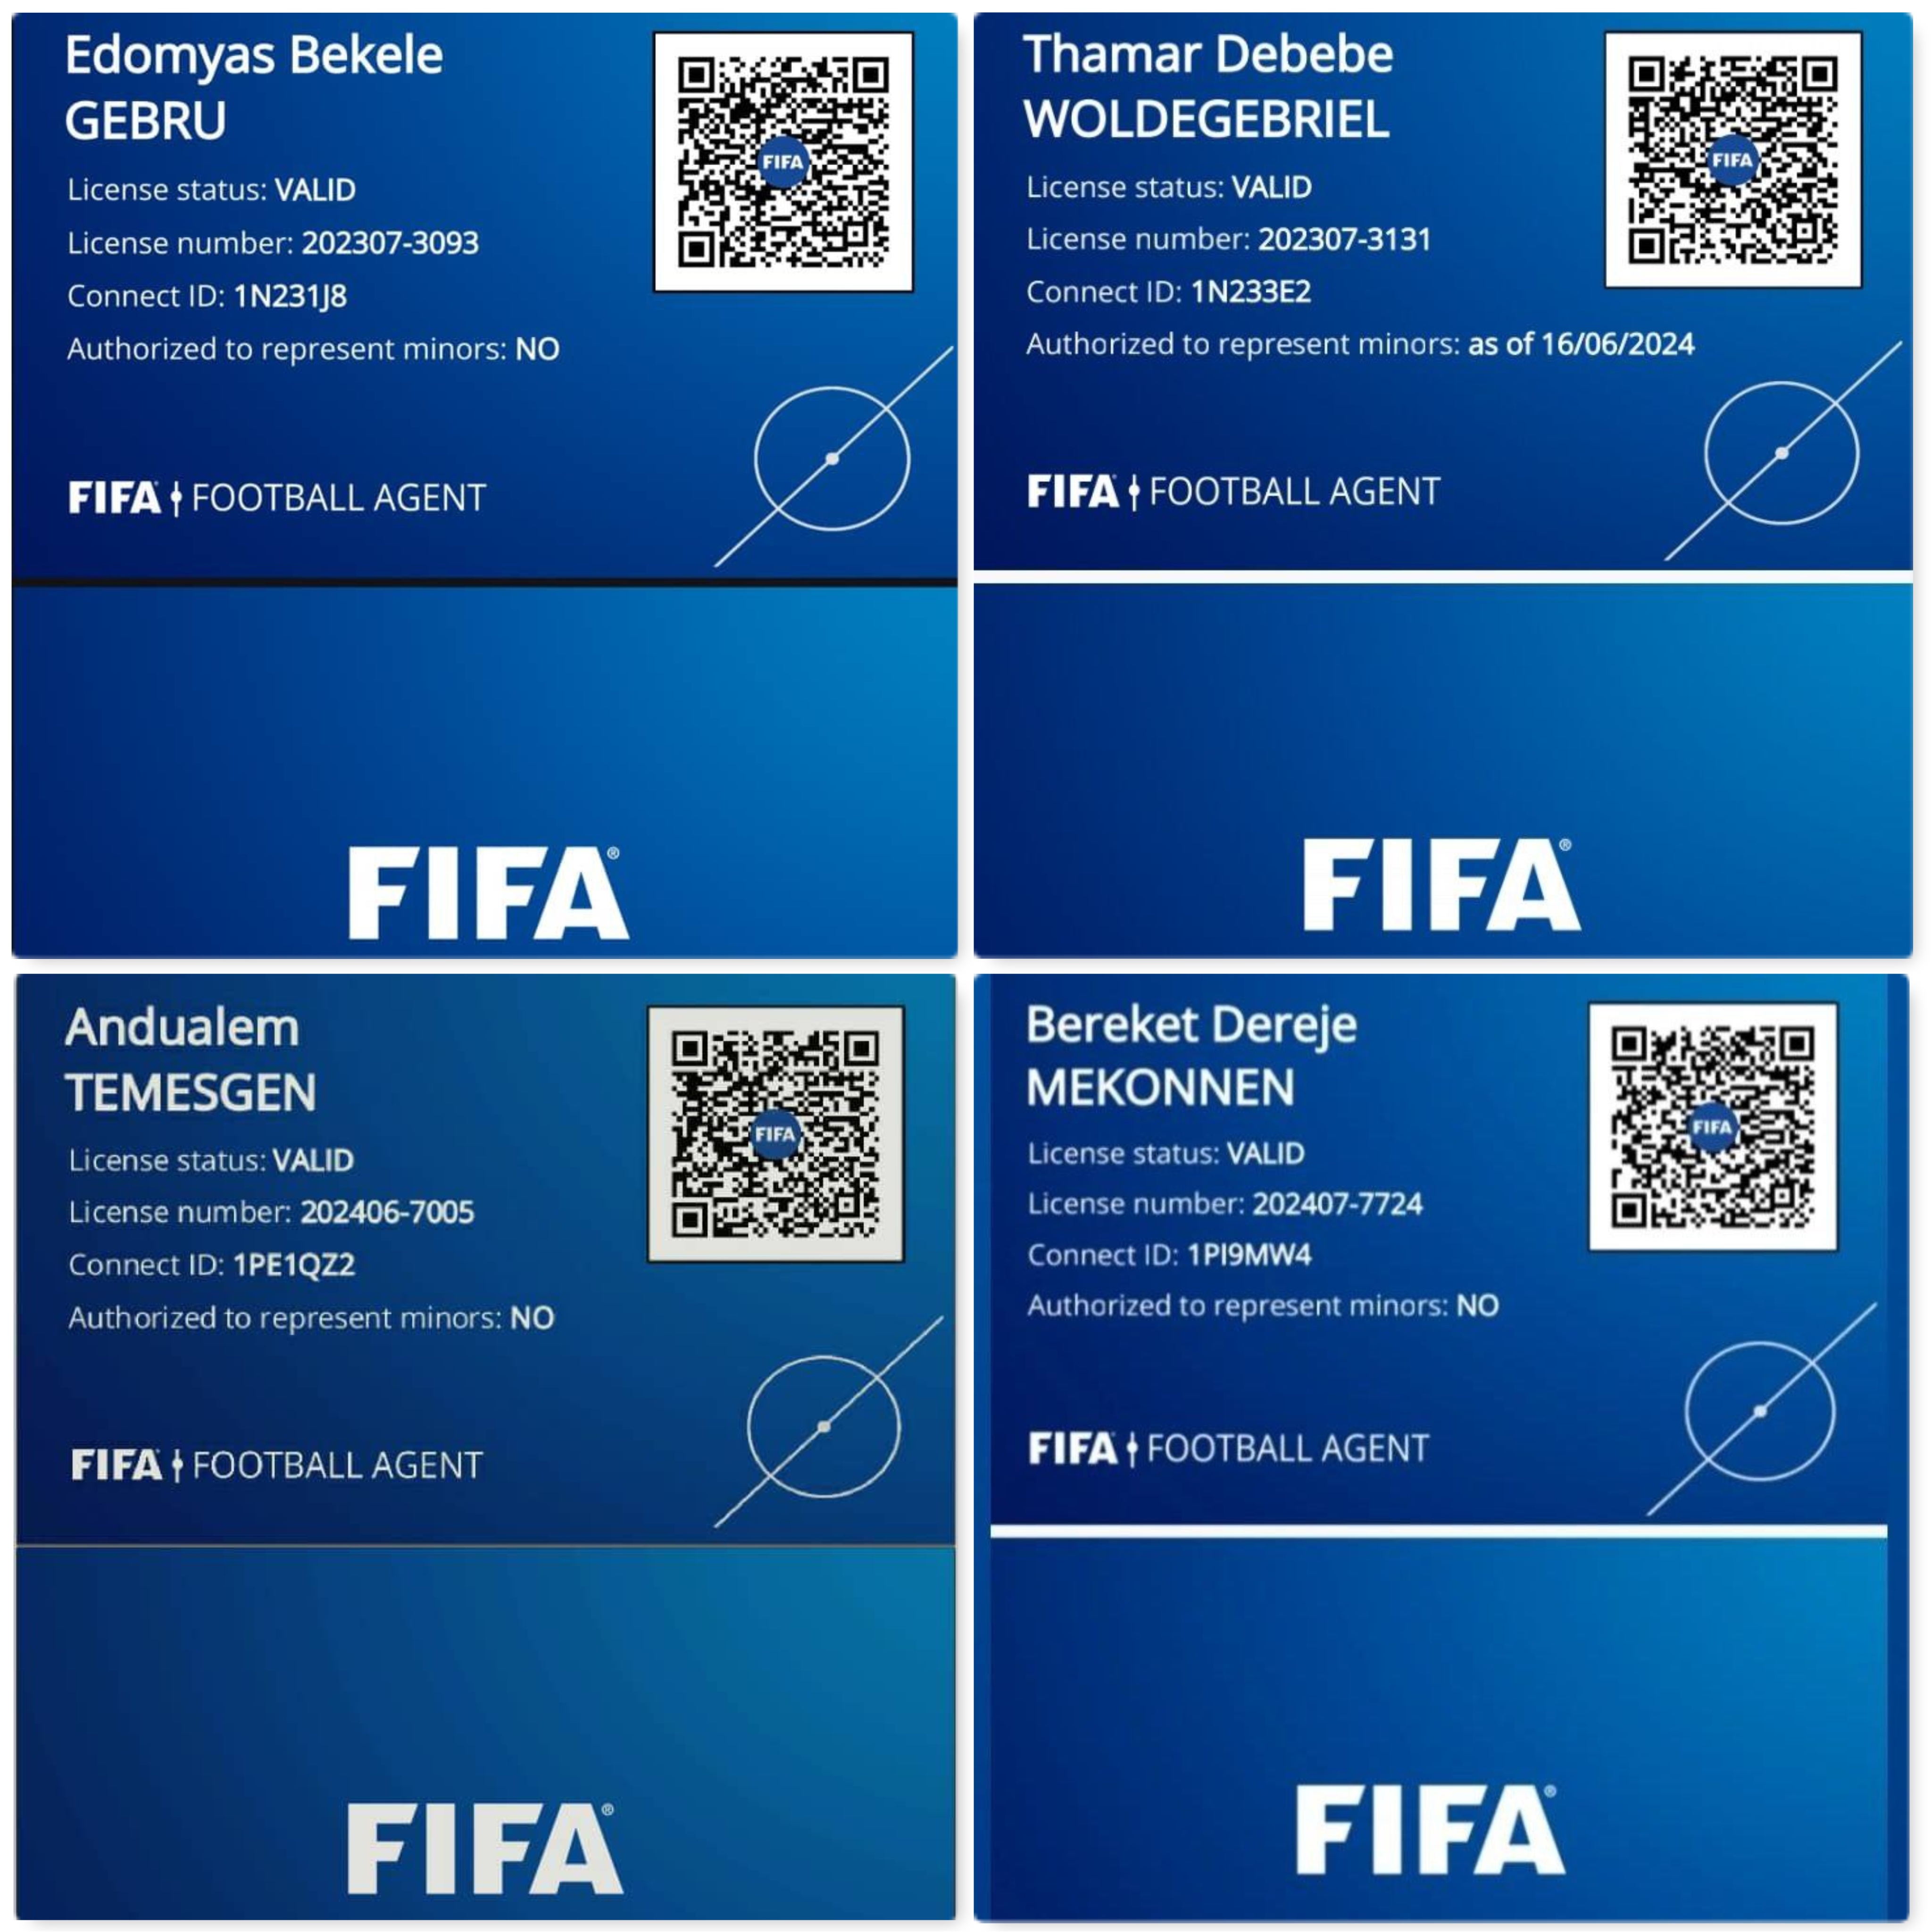 Edomyas Bekele
GEBRU
License status: VALID
License number: 202307-3093
Connect ID: 1N231J8
Authorized to represent minors: NO
FIFA
FIFA FOOTBALL AGENT
FIFA®
Thamar Debebe
WOLDEGEBRIEL
License status: VALID
License number: 202307-3131
Connect ID: 1N233E2
Authorized to represent minors: as of 16/06/2024
FIFA
FIFA FOOTBALL AGENT
FIFA®
Andualem
TEMESGEN
License status: VALID
License number: 202406-7005
Connect ID: 1PE1QZ2
Authorized to represent minors: NO
FIFA
FIFA FOOTBALL AGENT
FIFA®
Bereket Dereje
MEKONNEN
License status: VALID
License number: 202407-7724
Connect ID: 1PI9MW4
Authorized to represent minors: NO
FIFA
FIFA FOOTBALL AGENT
FIFA®